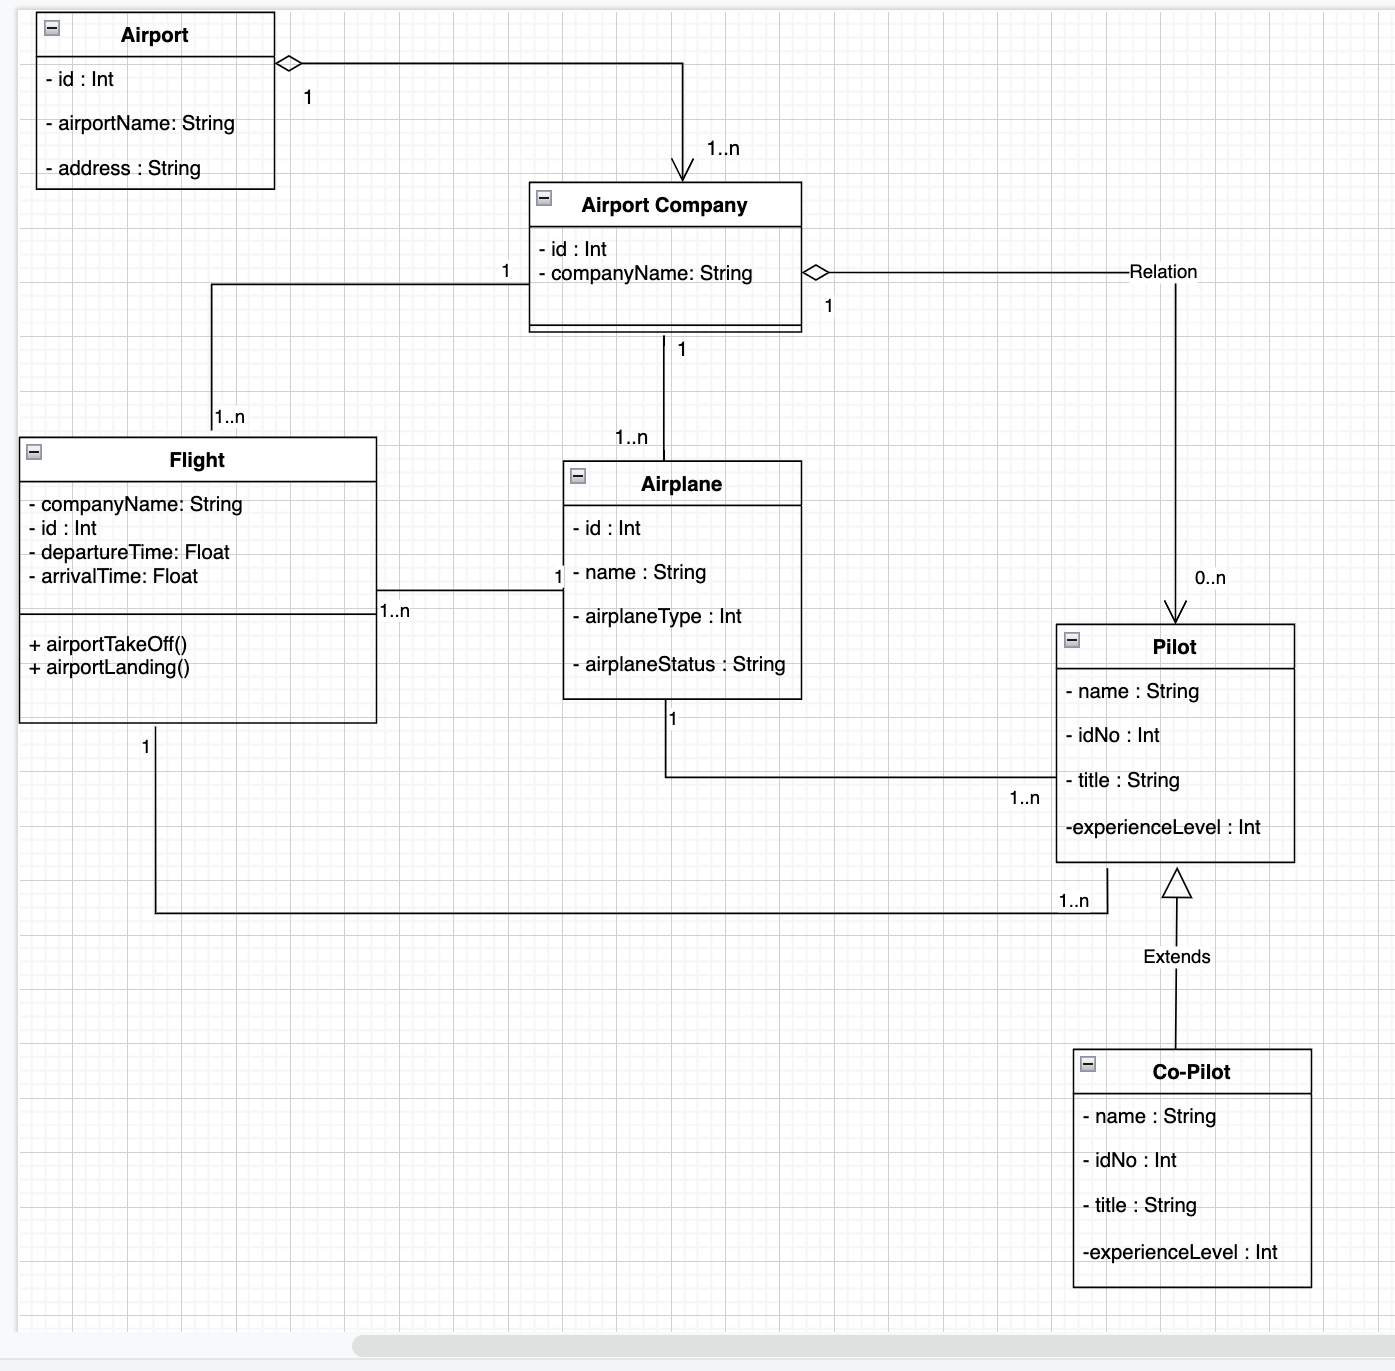 Airport
- id : Int
- airportName: String
- address : String
1
1..n
Airport Company
- id : Int
- companyName: String
1
1
Relation
1
1..n
1..n
0..n
Flight
- companyName: String
- id : Int
- departureTime: Float
- arrivalTime: Float
+ airportTakeOff()
+ airportLanding()
Airplane
- id : Int
- name : String
- airplaneType : Int
- airplaneStatus : String
1
1..n
1
1
1..n
1..n
Pilot
- name : String
- idNo : Int
- title : String
-experienceLevel : Int
Extends
Co-Pilot
- name : String
- idNo : Int
- title : String
-experienceLevel : Int